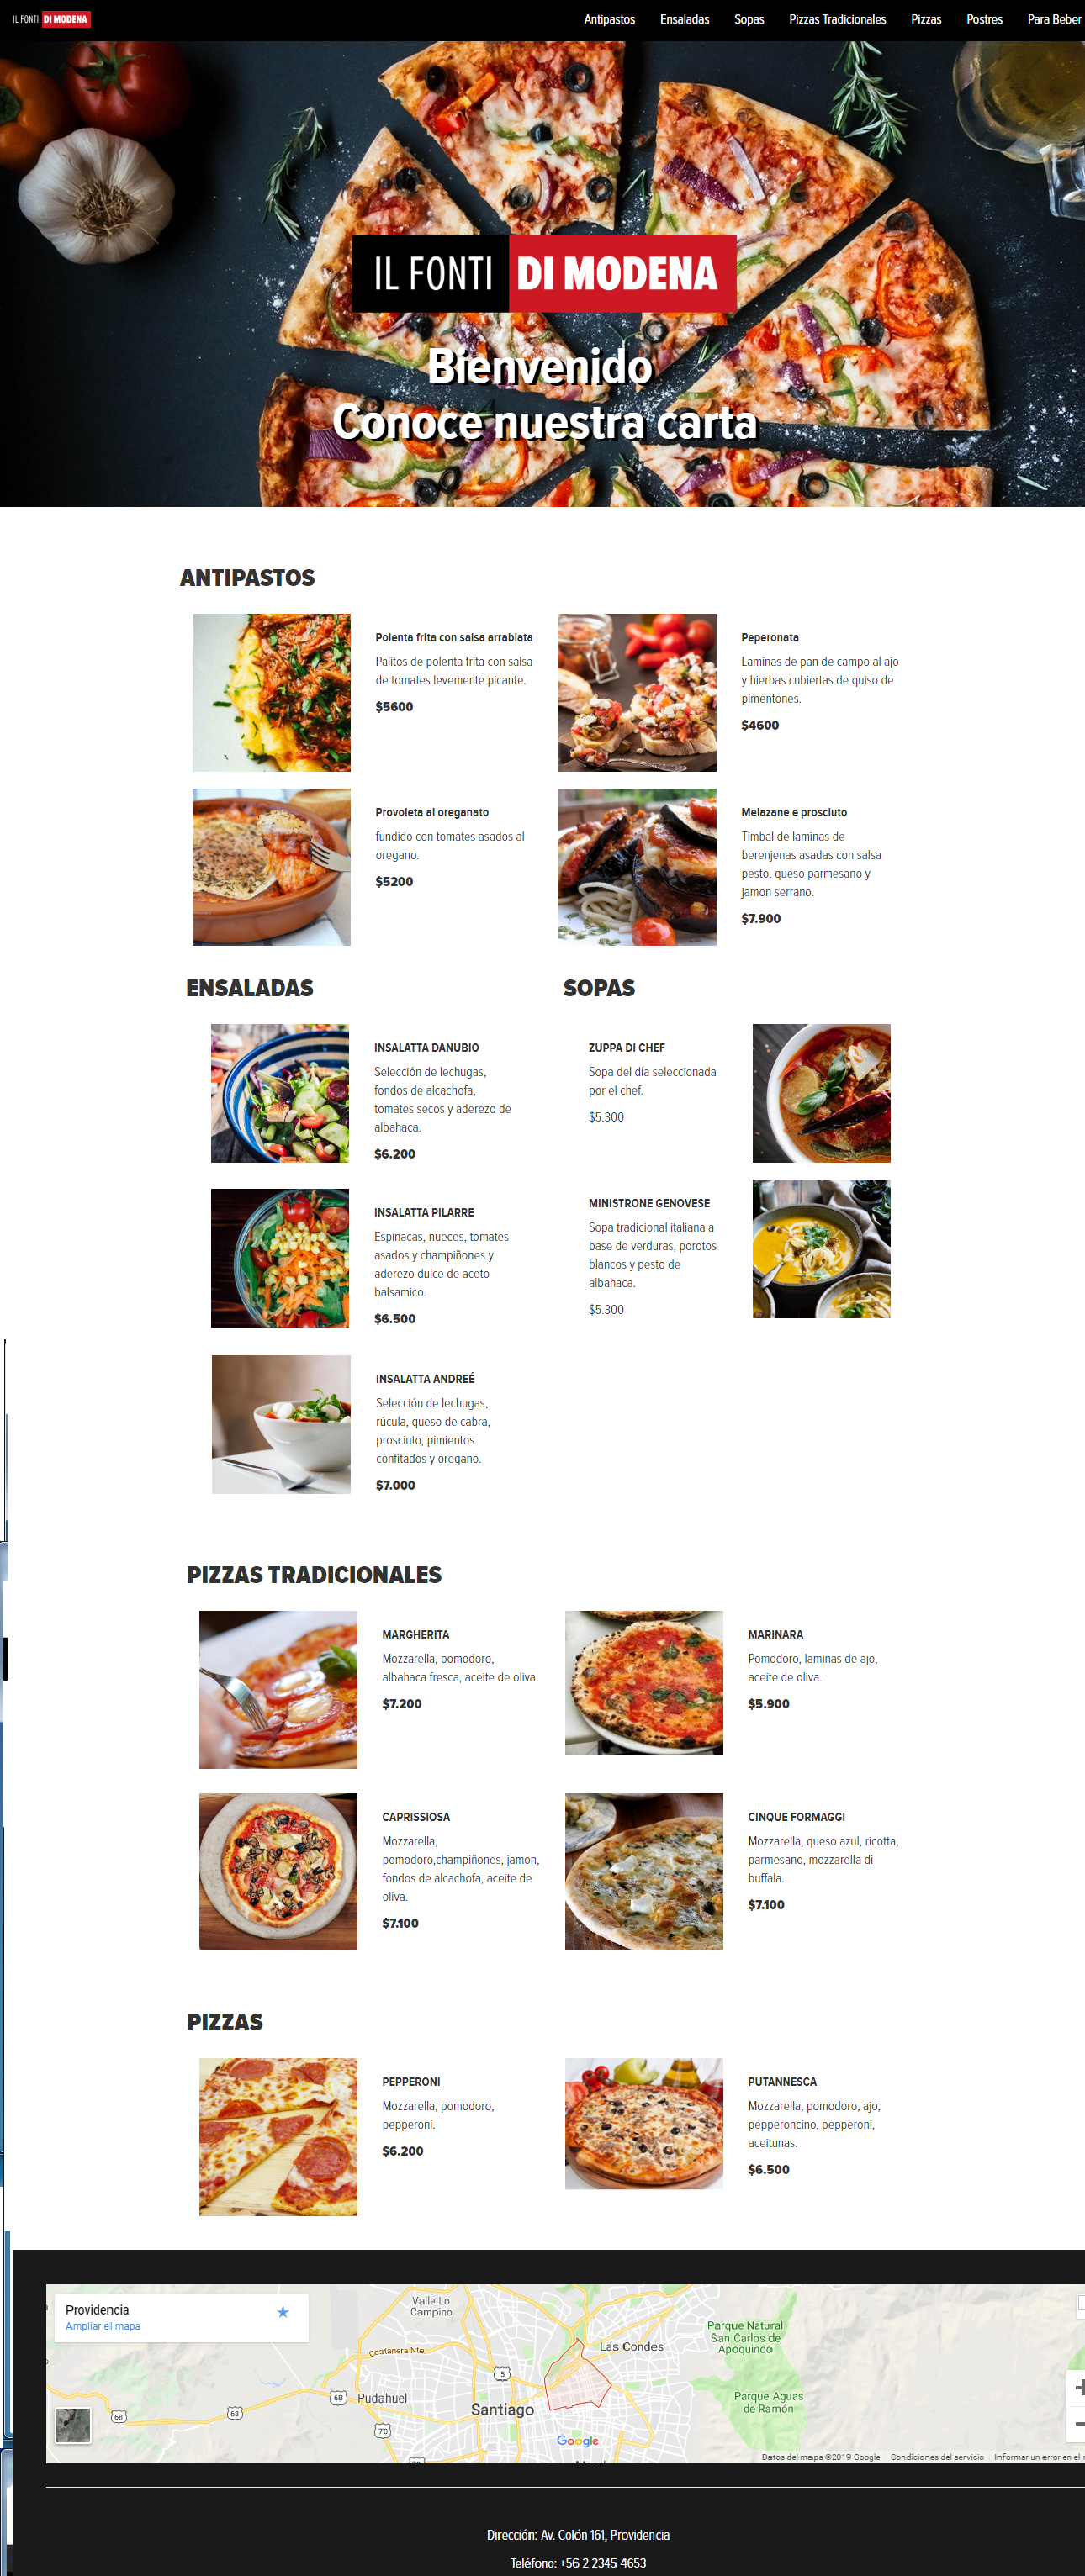 IL FONTI DI MODENA
Antipastos Ensaladas Sopas Pizzas Tradicionales Pizzas Postres Para Beber
IL FONTI DI MODENA
Bienvenido
Conoce nuestra carta
ANTIPASTOS
Polenta frita con salsa arrabiata
Palitos de polenta frita con salsa
de tomates levemente picante.
$5600
Peperonata
Laminas de pan de campo al ajo
y hierbas cubiertas de quiso de
pimentones.
$4600
Provoleta al oreganato
fundido con tomates asados al
oregano.
$5200
Melazane e prosciuto
Timbal de laminas de
berenjenas asadas con salsa
pesto, queso parmesano y
jamon serrano.
$7.900
ENSALADAS
INSALATTA DANUBIO
Selección de lechugas,
fondos de alcachofa,
tomates secos y aderezo de
albahaca.
$6.200
INSALATTA PILARRE
Espinacas, nueces, tomates
asados y champiñones y
aderezo dulce de aceto
balsamico.
$6.500
INSALATTA ANDREÉ
Selección de lechugas,
rúcula, queso de cabra,
prosciuto, pimientos
confitados y oregano.
$7.000
SOPAS
ZUPPA DI CHEF
Sopa del día seleccionada
por el chef.
$5.300
MINISTRONE GENOVESE
Sopa tradicional italiana a
base de verduras, porotos
blancos y pesto de
albahaca.
$5.300
PIZZAS TRADICIONALES
MARGHERITA
Mozzarella, pomodoro,
albahaca fresca, aceite de oliva.
$7.200
MARINARA
Pomodoro, laminas de ajo,
aceite de oliva.
$5.900
CAPRISSIOSA
Mozzarella,
pomodoro,champiñones, jamon,
fondos de alcachofa, aceite de
oliva.
$7.100
CINQUE FORMAGGI
Mozzarella, queso azul, ricotta,
parmesano, mozzarella di
buffala.
$7.100
PIZZAS
PEPPERONI
Mozzarella, pomodoro,
pepperoni.
$6.200
PUTANNESCA
Mozzarella, pomodoro, ajo,
pepperoncino, pepperoni,
aceitunas.
$6.500
Providencia
Ampliar el mapa
Valle Lo
Campino
Costanera Nte
Las Condes
Parque Natural
San Carlos de
Apoquindo
5
68
Pudahuel
68
68
70
Santiago
Parque Aguas
de Ramón
Google
Datos del mapa ©2019 Google Condiciones del servicio Informar un error en el
Dirección: Av. Colón 161, Providencia
Teléfono: +56 2 2345 4653